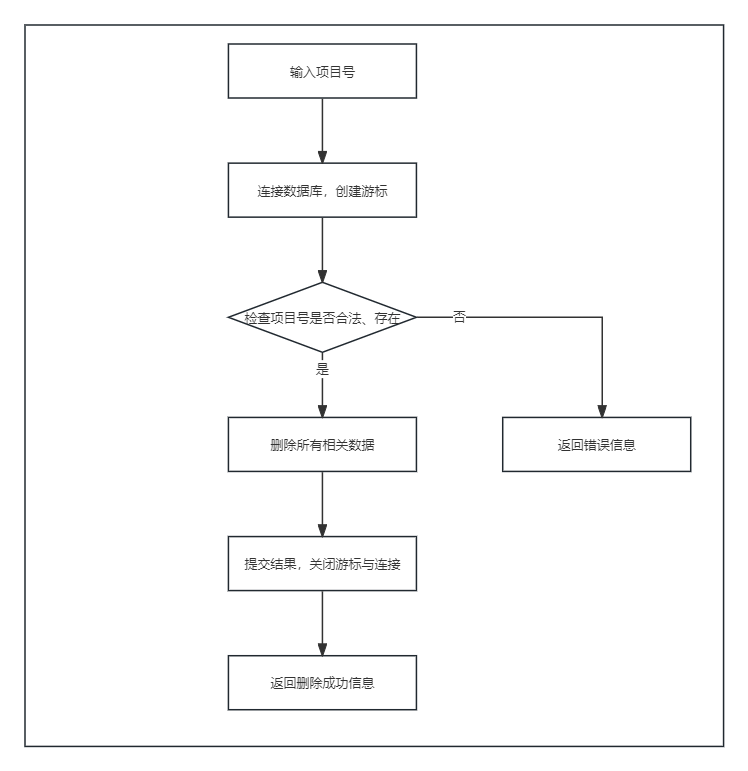 输入项目号
连接数据库，创建游标
检查项目号是否合法、存在
否
是
删除所有相关数据
返回错误信息
提交结果，关闭游标与连接
返回删除成功信息